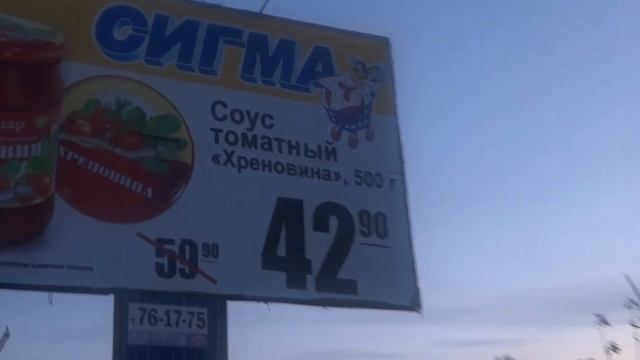 СИГМА
Соус
томатный
«Хреновина», 500 г
ХРЕНОВИНА
59 90
42 90
т. 76-17-75